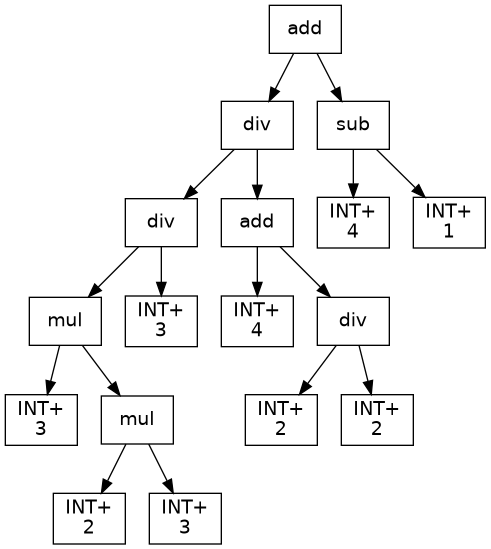 add
div
sub
div
add
INT+
4
INT+
1
mul
INT+
3
INT+
4
div
INT+
3
mul
INT+
2
INT+
2
INT+
2
INT+
3